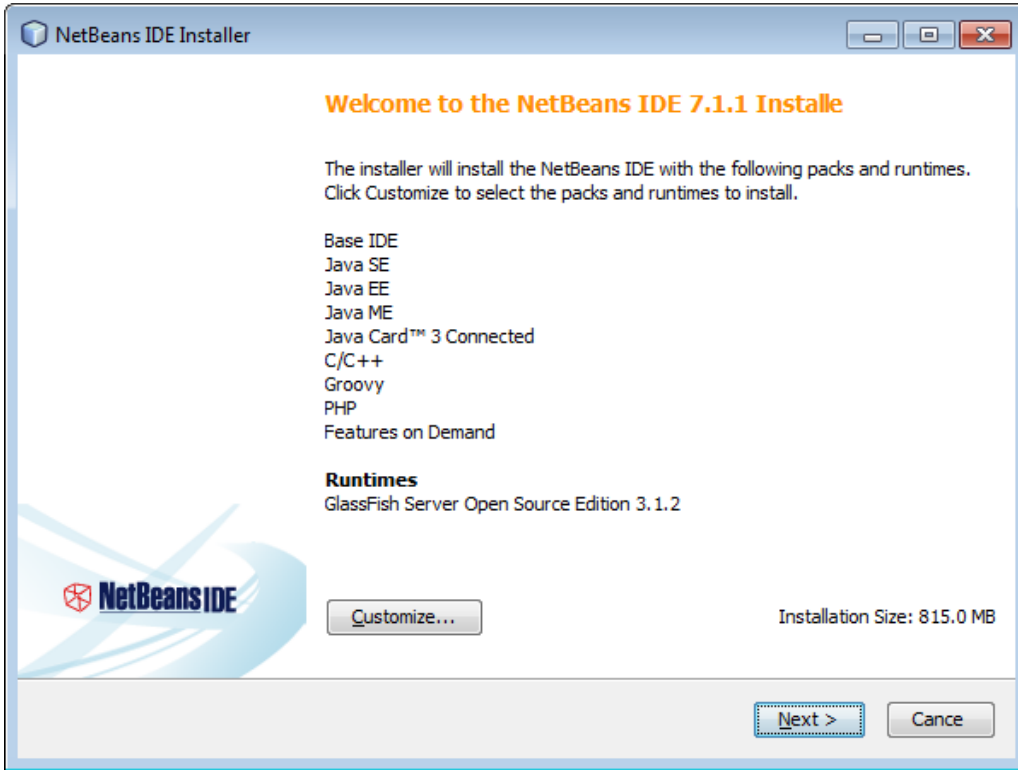 NetBeans IDE Installer
Welcome to the NetBeans IDE 7.1.1 Installe
The installer will install the NetBeans IDE with the following packs and runtimes.
Click Customize to select the packs and runtimes to install.
Base IDE
Java SE
Java EE
Java ME
Java Card™ 3 Connected
C/C++
Groovy
PHP
Features on Demand
Runtimes
GlassFish Server Open Source Edition 3.1.2
NetBeans IDE
Customize...
Installation Size: 815.0 MB
Next >
Cance